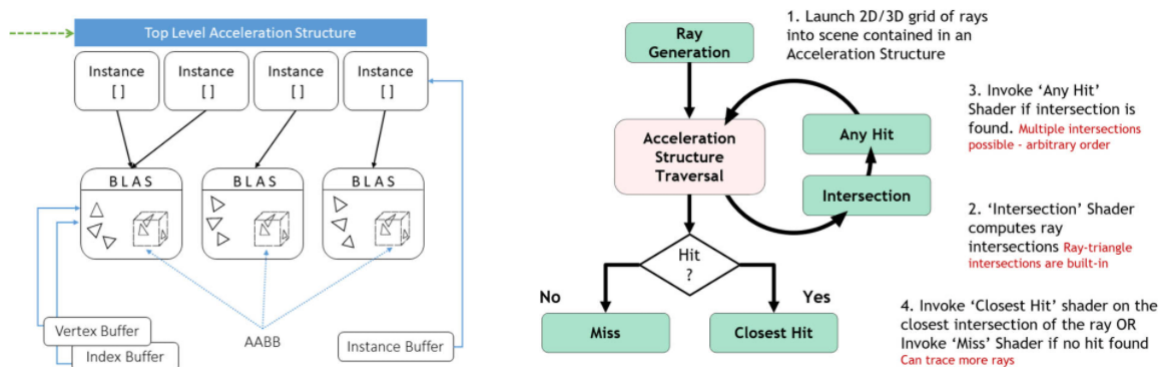 Top Level Acceleration Structure
Instance
[ ]
Instance
[ ]
Instance
[ ]
Instance
[ ]
B L A S
B L A S
B L A S
Vertex Buffer
Index Buffer
AABB
Instance Buffer
1. Launch 2D/3D grid of rays
into scene contained in an
Acceleration Structure
Ray
Generation
3. Invoke ‘Any Hit’
Shader if intersection is
found. Multiple intersections
possible - arbitrary order
Any Hit
Acceleration
Structure
Traversal
Intersection
2. ‘Intersection’ Shader
computes ray
intersections Ray-triangle
intersections are built-in
Hit
?
No
Yes
Miss
Closest Hit
4. Invoke ‘Closest Hit’ shader on the
closest intersection of the ray OR
Invoke ‘Miss’ Shader if no hit found
Can trace more rays